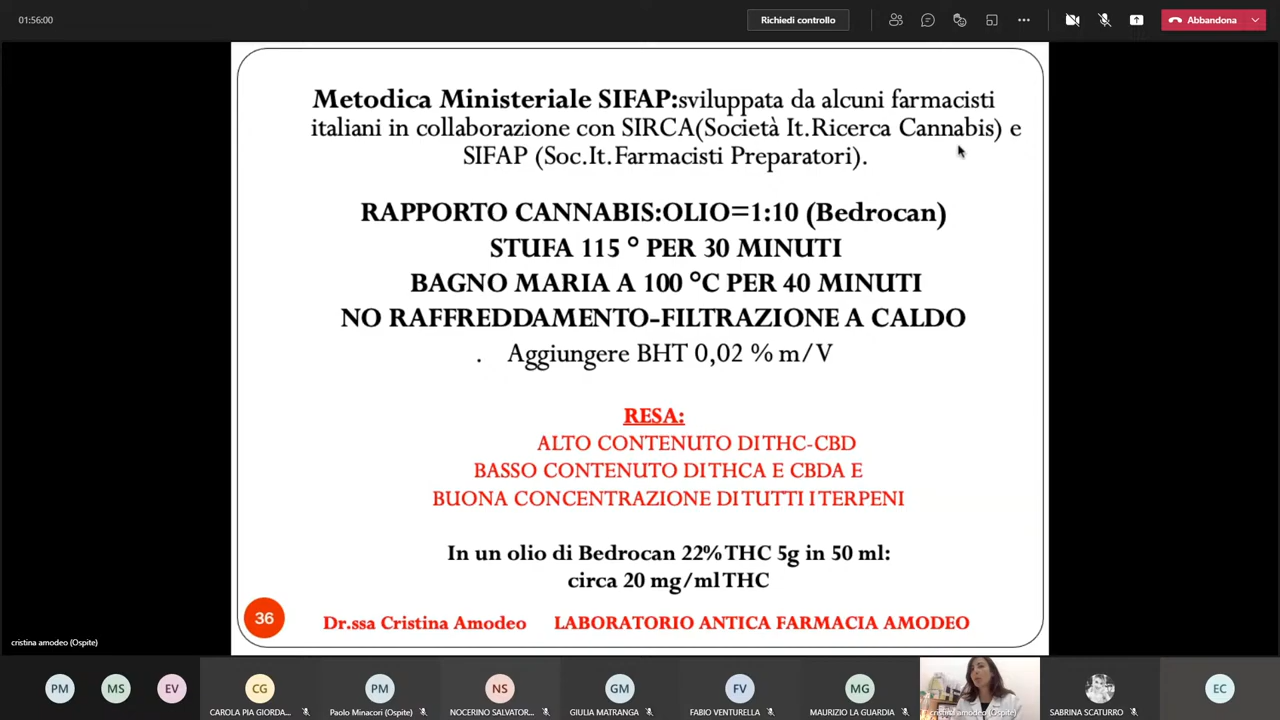 01:56:00
Richiedi controllo
Abbandona
Metodica Ministeriale SIFAP:sviluppata da alcuni farmacisti
italiani in collaborazione con SIRCA(Società It.Ricerca Cannabis) e
SIFAP (Soc.It.Farmacisti Preparatori).
RAPPORTO CANNABIS:OLIO=1:10 (Bedrocan)
STUFA 115 ° PER 30 MINUTI
BAGNO MARIA A 100 °C PER 40 MINUTI
NO RAFFREDDAMENTO-FILTRAZIONE A CALDO
. Aggiungere BHT 0,02 % m/V
RESA:
ALTO CONTENUTO DI THC-CBD
BASSO CONTENUTO DI THCA E CBDA E
BUONA CONCENTRAZIONE DI TUTTI I TERPENI
In un olio di Bedrocan 22% THC 5g in 50 ml:
circa 20 mg/ml THC
36
Dr.ssa Cristina Amodeo LABORATORIO ANTICA FARMACIA AMODEO
cristina amodeo (Ospite)
PM MS EV CG PM NS GM FV MG EC
CAROLA PIA GIORDA... Paolo Minacori (Ospite) NOCERINO SALVATOR... GIULIA MATRANGA FABIO VENTURELLA MAURIZIO LA GUARDIA cristina amodeo (Ospite) SABRINA SCATURRO